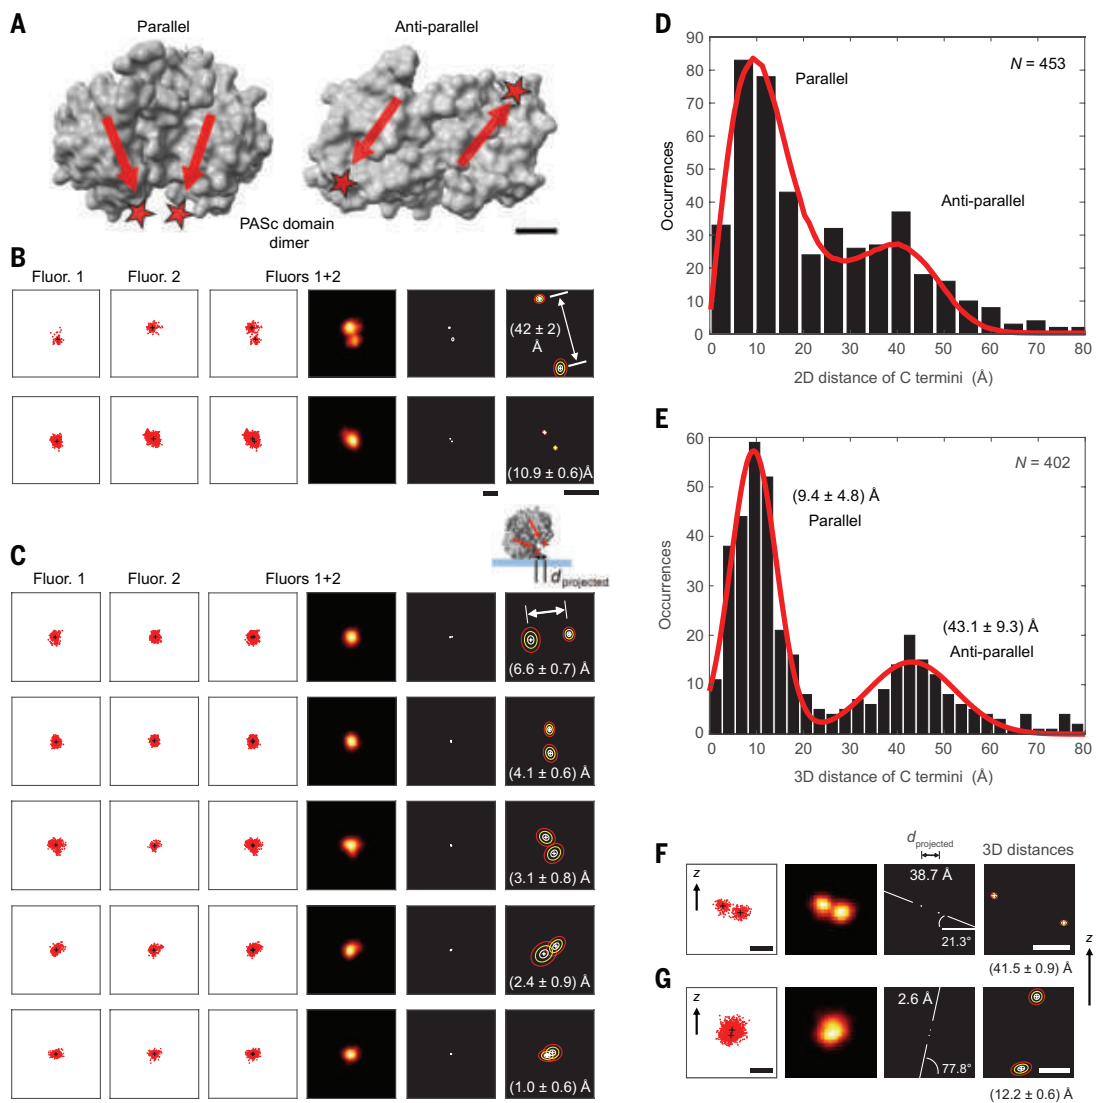 A
Parallel
Anti-parallel
PASc domain
dimer
B
Fluor. 1
Fluor. 2
Fluors 1+2
(42 ± 2)
Å
(10.9 ± 0.6)Å
C
Fluor. 1
Fluor. 2
Fluors 1+2
dprojected
(6.6 ± 0.7) Å
(4.1 ± 0.6) Å
(3.1 ± 0.8) Å
(2.4 ± 0.9) Å
(1.0 ± 0.6) Å
D
90
80
70
60
50
40
30
20
10
0
Occurrences
Parallel
N = 453
Anti-parallel
0 10 20 30 40 50 60 70 80
2D distance of C termini (Å)
E
60
50
40
30
20
10
0
Occurrences
N = 402
(9.4 ± 4.8) Å
Parallel
(43.1 ± 9.3) Å
Anti-parallel
0 10 20 30 40 50 60 70 80
3D distance of C termini (Å)
F
dprojected
3D distances
z
38.7 Å
21.3°
(41.5 ± 0.9) Å
z
G
z
2.6 Å
77.8°
(12.2 ± 0.6) Å